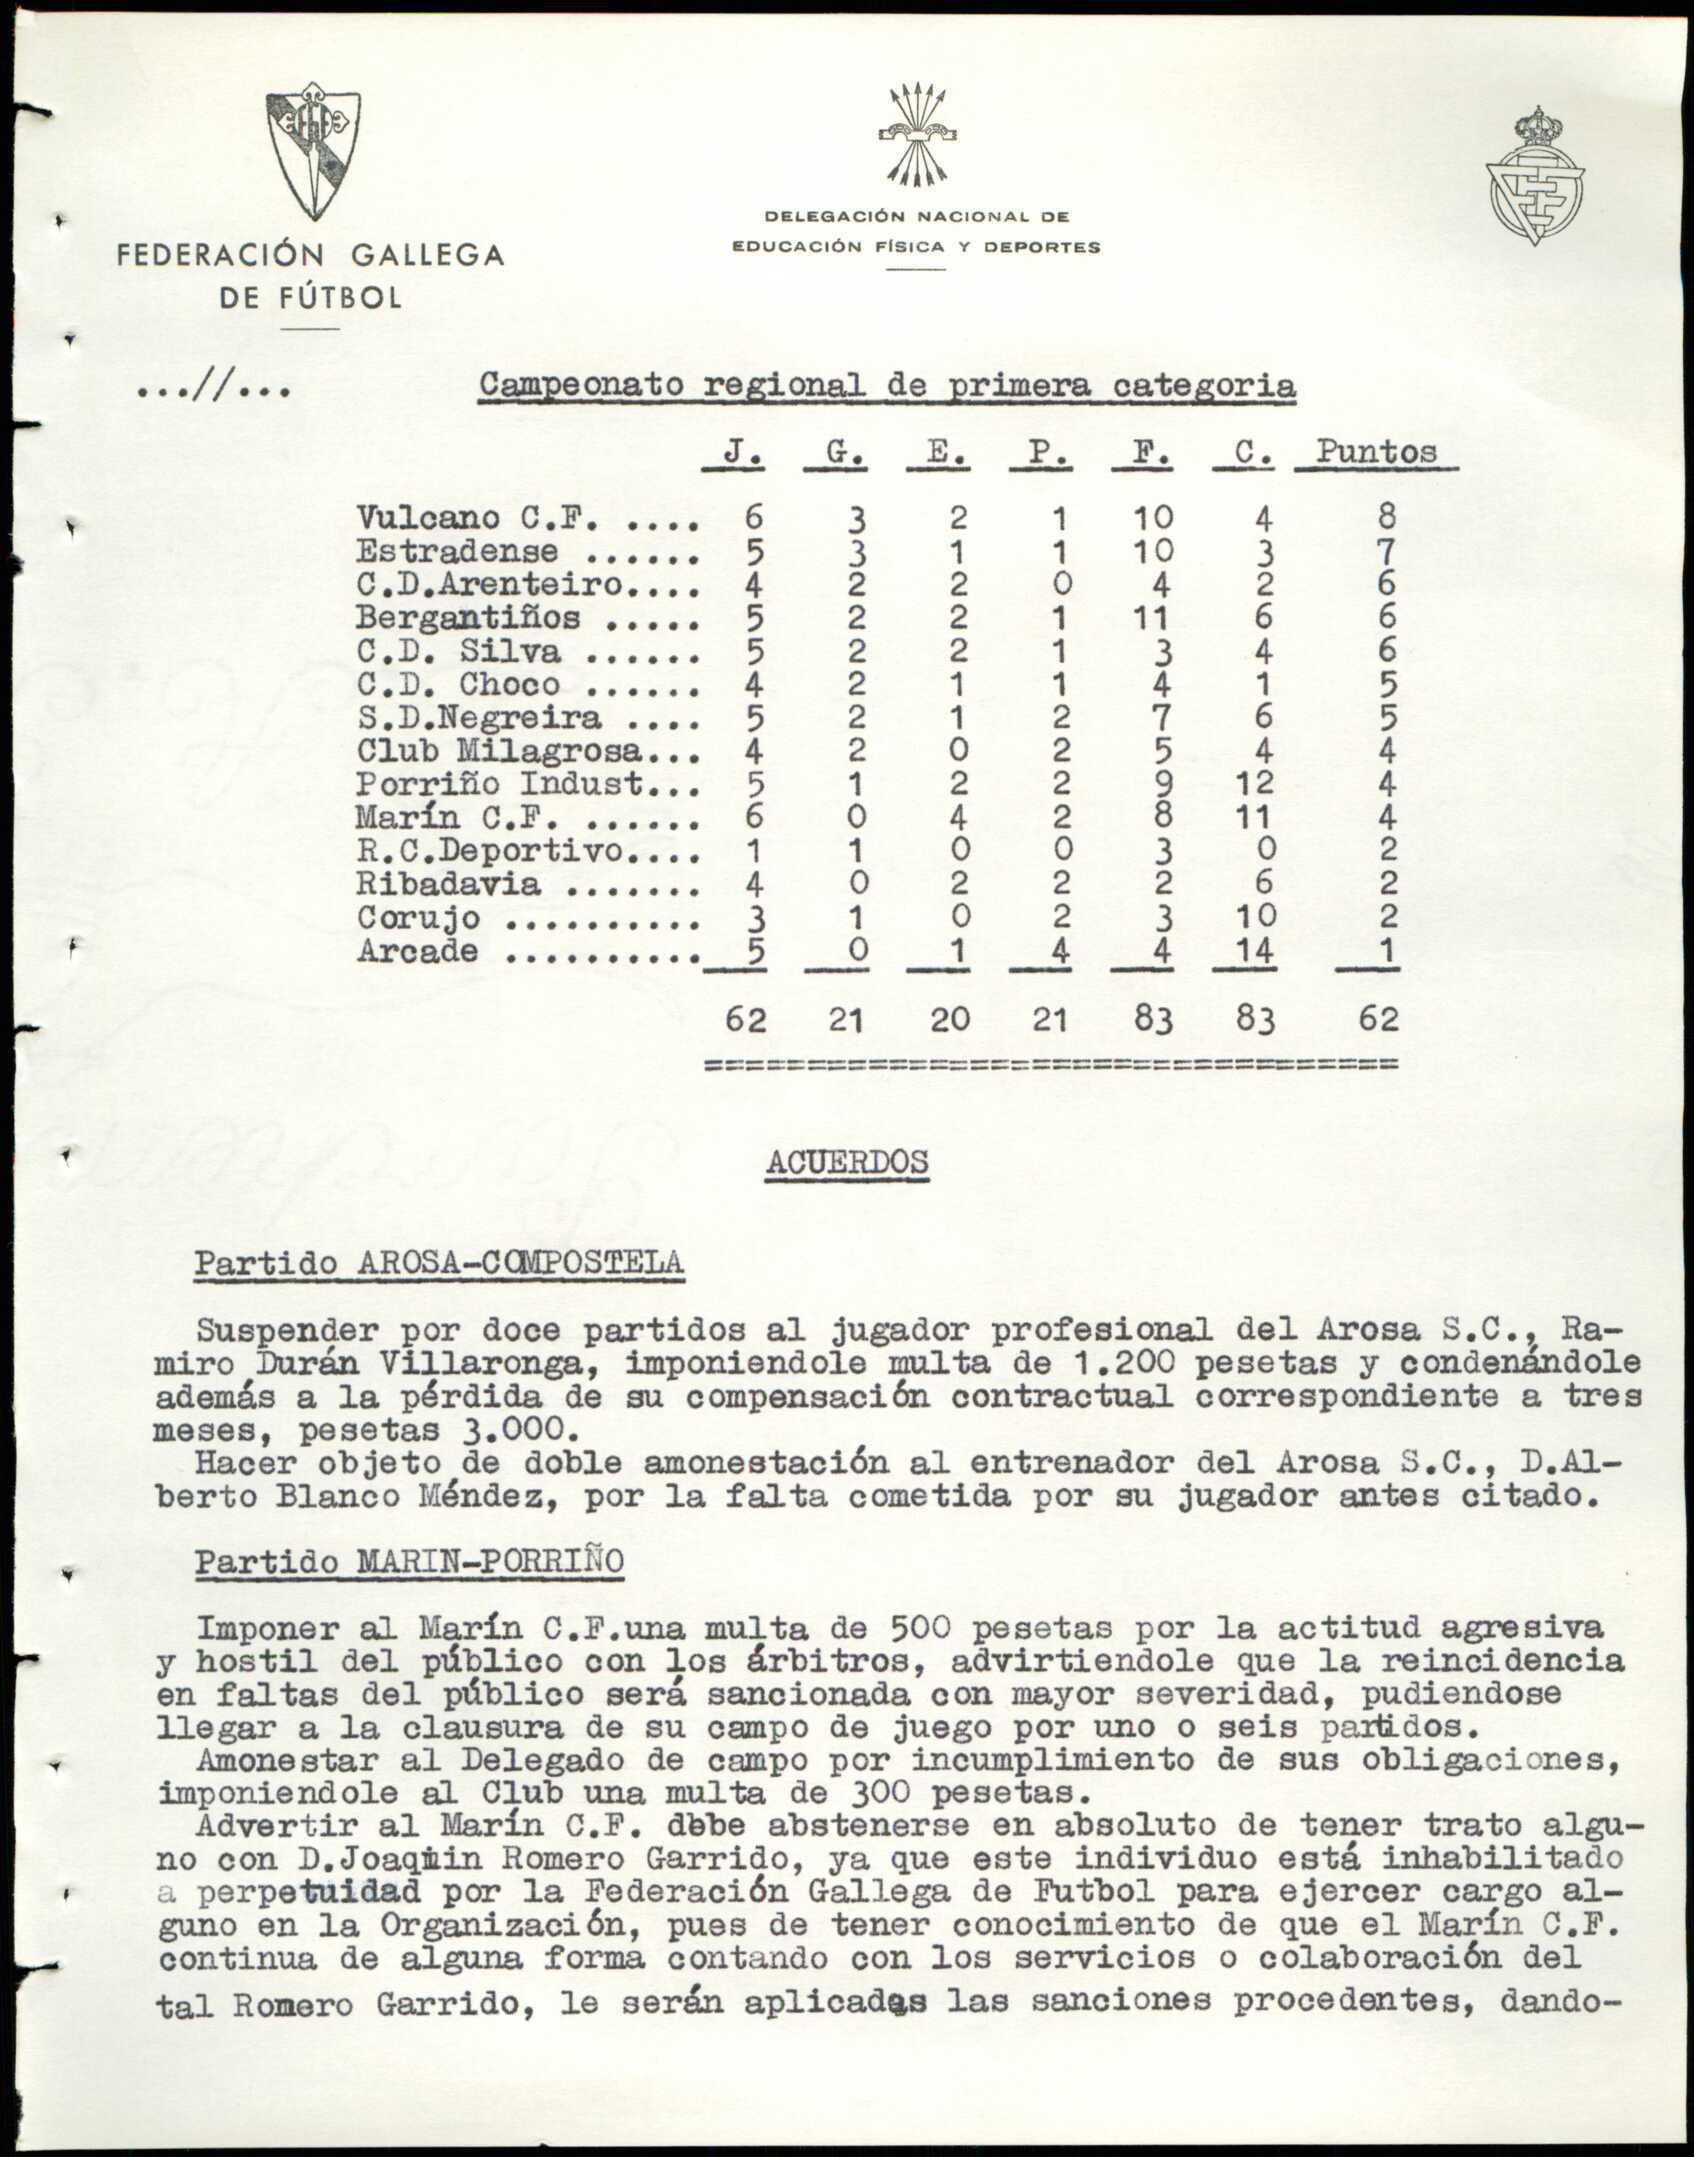 FEDERACIÓN GALLEGA
DE FÚTBOL
DELEGACIÓN NACIONAL DE
EDUCACIÓN FÍSICA Y DEPORTES
...//... Campeonato regional de primera categoria
J. G. E. P. F. C. Puntos
Vulcano C.F. .... 6 3 2 1 10 4 8
Estradense ...... 5 3 1 1 10 3 7
C.D.Arenteiro.... 4 2 2 0 4 2 6
Bergantiños ..... 5 2 2 1 11 6 6
C.D. Silva ...... 5 2 2 1 3 4 6
C.D. Choco ...... 4 2 1 1 4 1 5
S.D.Negreira .... 5 2 1 2 7 6 5
Club Milagrosa... 4 2 0 2 5 4 4
Porriño Indust... 5 1 2 2 9 12 4
Marín C.F. ...... 6 0 4 2 8 11 4
R.C.Deportivo.... 1 1 0 0 3 0 2
Ribadavia ....... 4 0 2 2 2 6 2
Corujo .......... 3 1 0 2 3 10 2
Arcade .......... 5 0 1 4 4 14 1
62 21 20 21 83 83 62
==================================
ACUERDOS
Partido AROSA-COMPOSTELA
Suspender por doce partidos al jugador profesional del Arosa S.C., Ra-
miro Durán Villaronga, imponiendole multa de 1.200 pesetas y condenándole
además a la pérdida de su compensación contractual correspondiente a tres
meses, pesetas 3.000.
Hacer objeto de doble amonestación al entrenador del Arosa S.C., D.Al-
berto Blanco Méndez, por la falta cometida por su jugador antes citado.
Partido MARIN-PORRIÑO
Imponer al Marín C.F.una multa de 500 pesetas por la actitud agresiva
y hostil del público con los árbitros, advirtiendole que la reincidencia
en faltas del público será sancionada con mayor severidad, pudiendose
llegar a la clausura de su campo de juego por uno o seis partidos.
Amonestar al Delegado de campo por incumplimiento de sus obligaciones,
imponiendole al Club una multa de 300 pesetas.
Advertir al Marín C.F. debe abstenerse en absoluto de tener trato algu-
no con D.Joaquin Romero Garrido, ya que este individuo está inhabilitado
a perpetuidad por la Federación Gallega de Futbol para ejercer cargo al-
guno en la Organización, pues de tener conocimiento de que el Marín C.F.
continua de alguna forma contando con los servicios o colaboración del
tal Romero Garrido, le serán aplicadas las sanciones procedentes, dando-